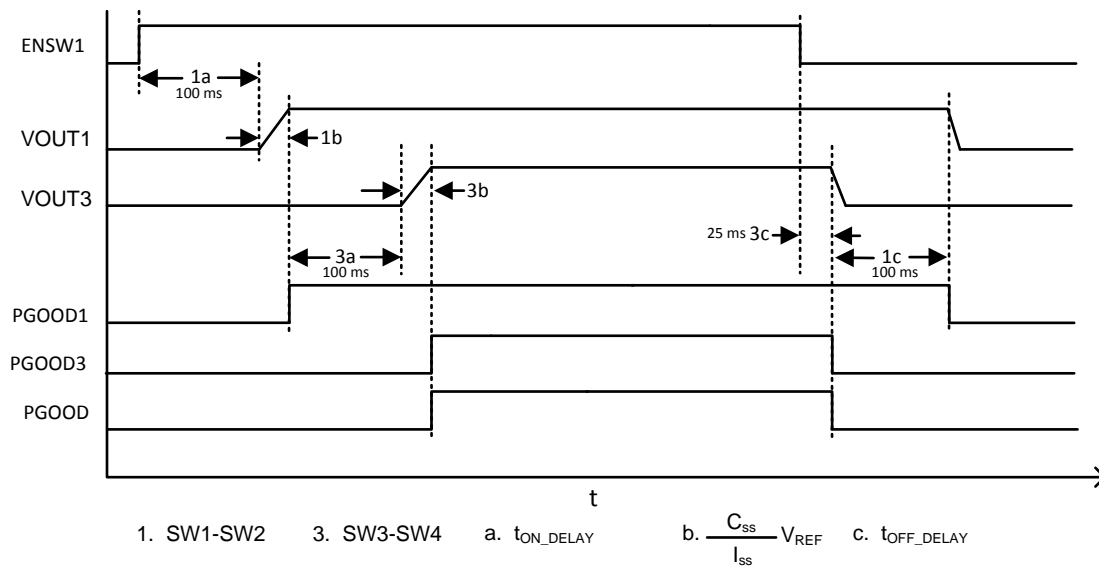 ENSW1
1a
100 ms
VOUT1
1b
VOUT3
3b
25 ms 3c
3a
100 ms
1c
100 ms
PGOOD1
PGOOD3
PGOOD
t
1. SW1-SW2 3. SW3-SW4 a. tON_DELAY b. Css / Iss VREF c. tOFF_DELAY